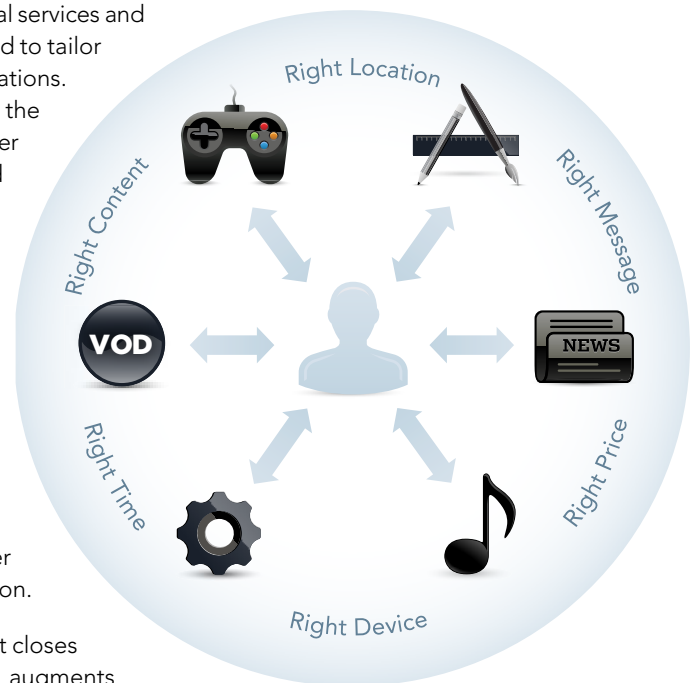 al services and
d to tailor
ations.
the
er
d
er
on.
t closes
augments
Right Location
Right Content
Right Message
VOD
NEWS
Right Time
Right Price
Right Device